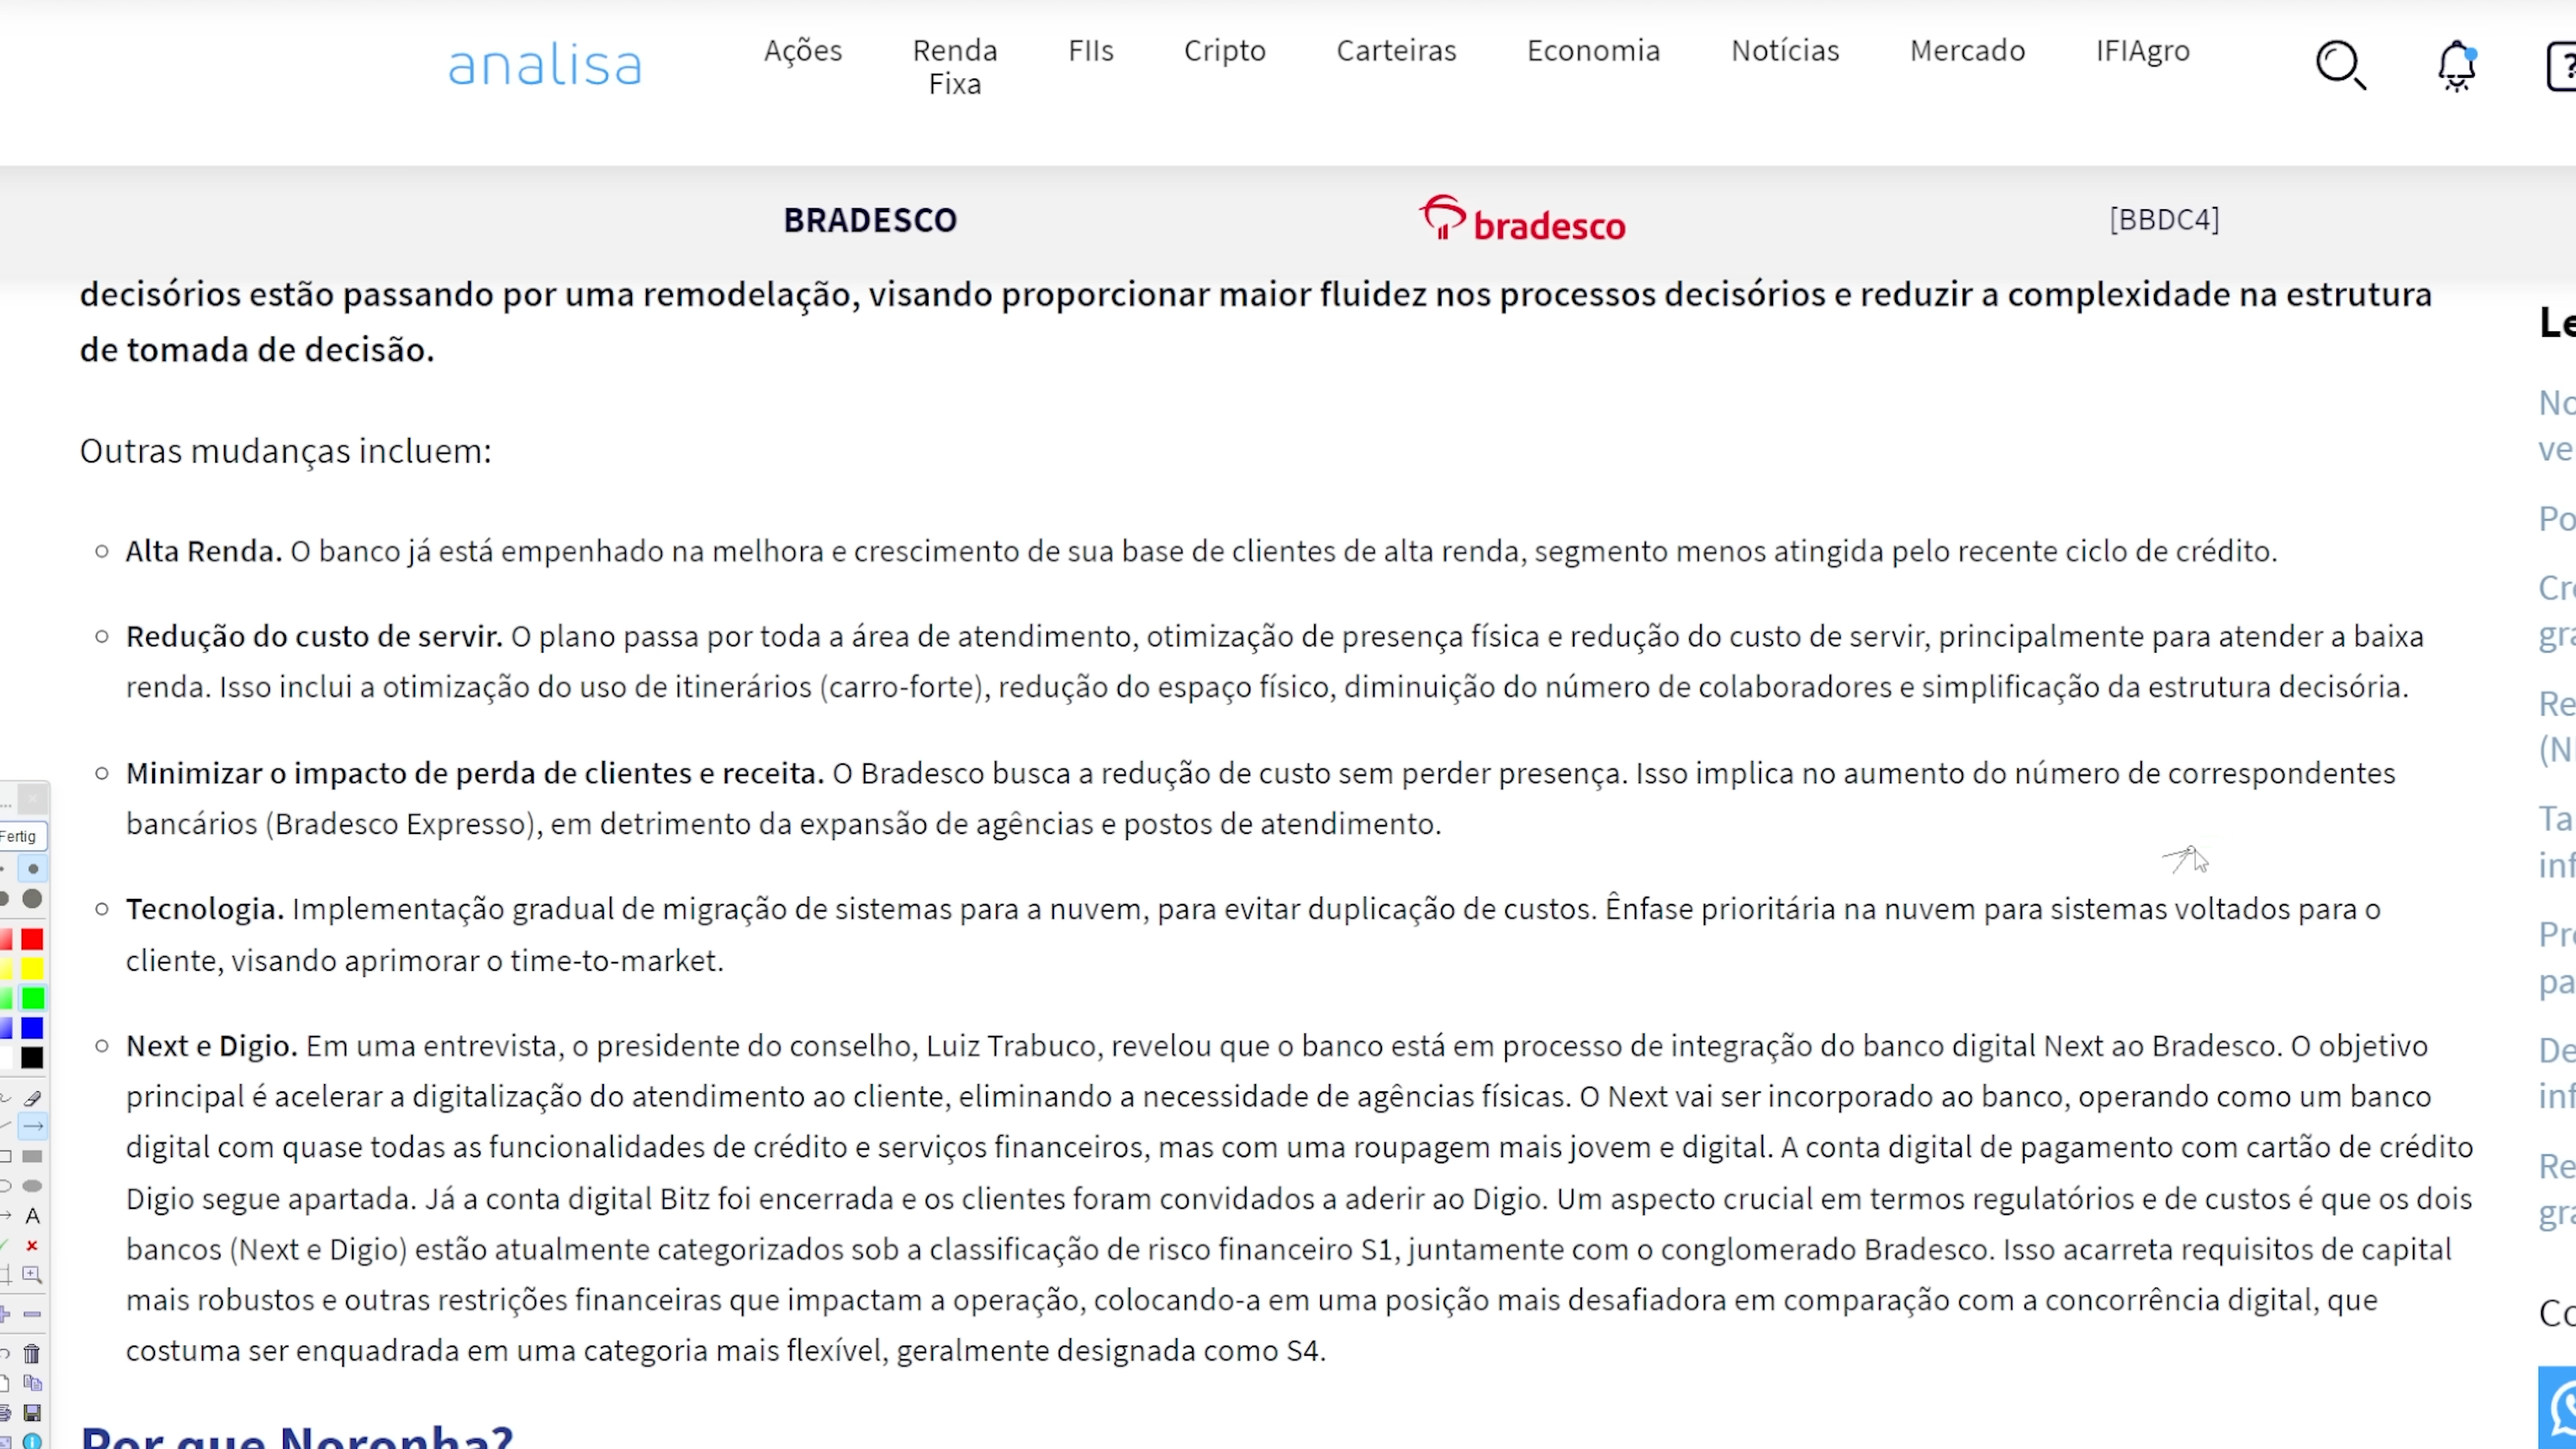 analisa
Ações
Renda
Fixa
FIIs
Cripto
Carteiras
Economia
Notícias
Mercado
IFIAgro
BRADESCO
bradesco
[BBDC4]
decisórios estão passando por uma remodelação, visando proporcionar maior fluidez nos processos decisórios e reduzir a complexidade na estrutura
de tomada de decisão.
Outras mudanças incluem:
Alta Renda. O banco já está empenhado na melhora e crescimento de sua base de clientes de alta renda, segmento menos atingida pelo recente ciclo de crédito.
Redução do custo de servir. O plano passa por toda a área de atendimento, otimização de presença física e redução do custo de servir, principalmente para atender a baixa
renda. Isso inclui a otimização do uso de itinerários (carro-forte), redução do espaço físico, diminuição do número de colaboradores e simplificação da estrutura decisória.
Minimizar o impacto de perda de clientes e receita. O Bradesco busca a redução de custo sem perder presença. Isso implica no aumento do número de correspondentes
bancários (Bradesco Expresso), em detrimento da expansão de agências e postos de atendimento.
Tecnologia. Implementação gradual de migração de sistemas para a nuvem, para evitar duplicação de custos. Ênfase prioritária na nuvem para sistemas voltados para o
cliente, visando aprimorar o time-to-market.
Next e Digio. Em uma entrevista, o presidente do conselho, Luiz Trabuco, revelou que o banco está em processo de integração do banco digital Next ao Bradesco. O objetivo
principal é acelerar a digitalização do atendimento ao cliente, eliminando a necessidade de agências físicas. O Next vai ser incorporado ao banco, operando como um banco
digital com quase todas as funcionalidades de crédito e serviços financeiros, mas com uma roupagem mais jovem e digital. A conta digital de pagamento com cartão de crédito
Digio segue apartada. Já a conta digital Bitz foi encerrada e os clientes foram convidados a aderir ao Digio. Um aspecto crucial em termos regulatórios e de custos é que os dois
bancos (Next e Digio) estão atualmente categorizados sob a classificação de risco financeiro S1, juntamente com o conglomerado Bradesco. Isso acarreta requisitos de capital
mais robustos e outras restrições financeiras que impactam a operação, colocando-a em uma posição mais desafiadora em comparação com a concorrência digital, que
costuma ser enquadrada em uma categoria mais flexível, geralmente designada como S4.
Por que Noronha?
Fertig
A